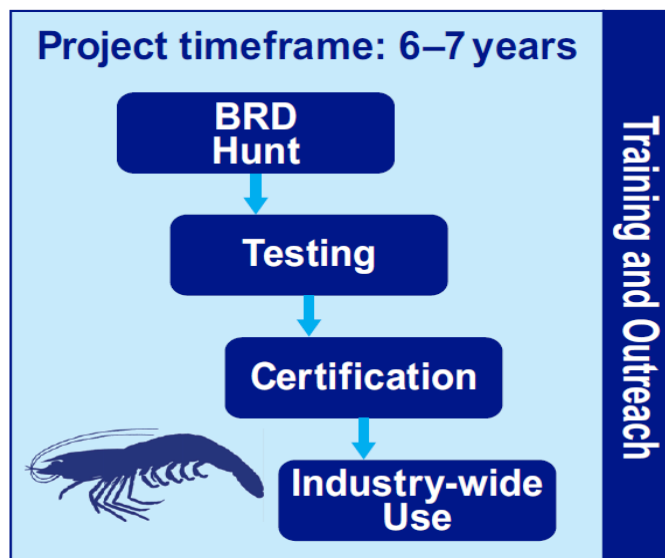 Project timeframe: 6–7 years
BRD
Hunt
Testing
Certification
Industry-wide
Use
Training and Outreach